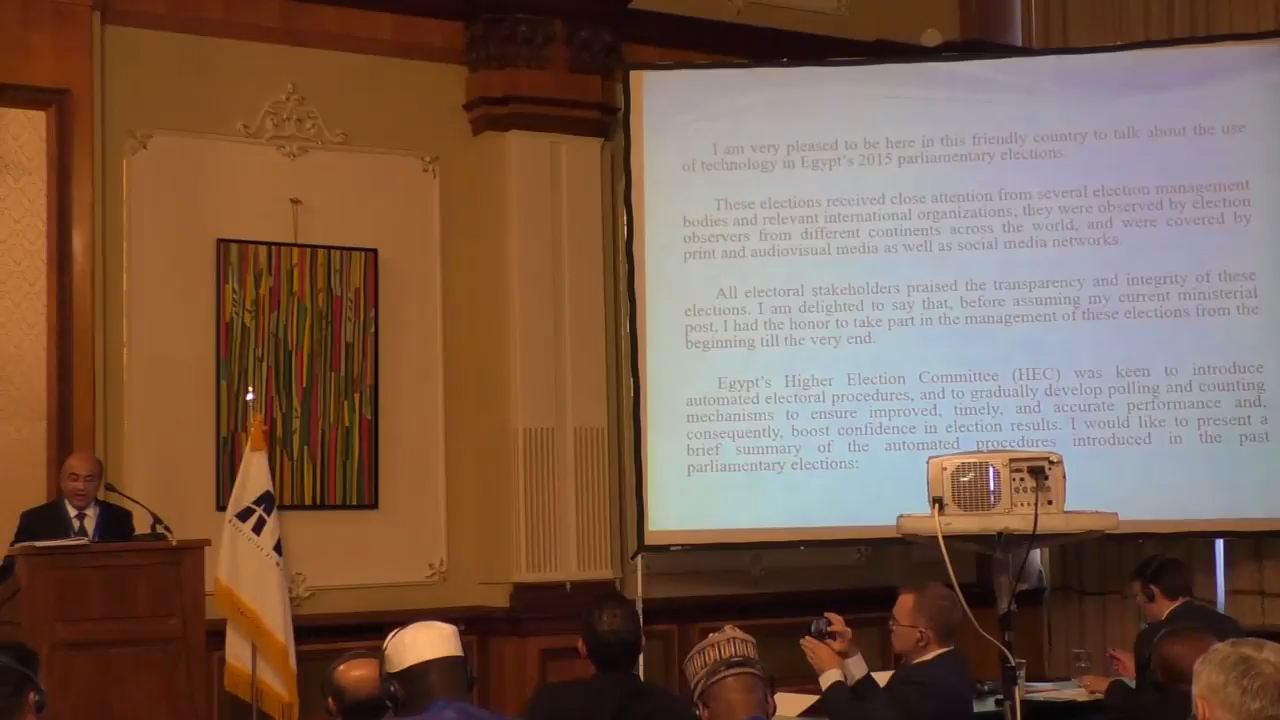 I am very pleased to be here in this friendly country to talk about the use
of technology in Egypt's 2015 parliamentary elections.
These elections received close attention from several election management
bodies and relevant international organizations; they were observed by election
observers from different continents across the world, and were covered by
print and audiovisual media as well as social media networks.
All electoral stakeholders praised the transparency and integrity of these
elections. I am delighted to say that, before assuming my current ministerial
post, I had the honor to take part in the management of these elections from the
beginning till the very end.
Egypt's Higher Election Committee (HEC) was keen to introduce
automated electoral procedures, and to gradually develop polling and counting
mechanisms to ensure improved, timely, and accurate performance and,
consequently, boost confidence in election results. I would like to present a
brief summary of the automated procedures introduced in the past
parliamentary elections: